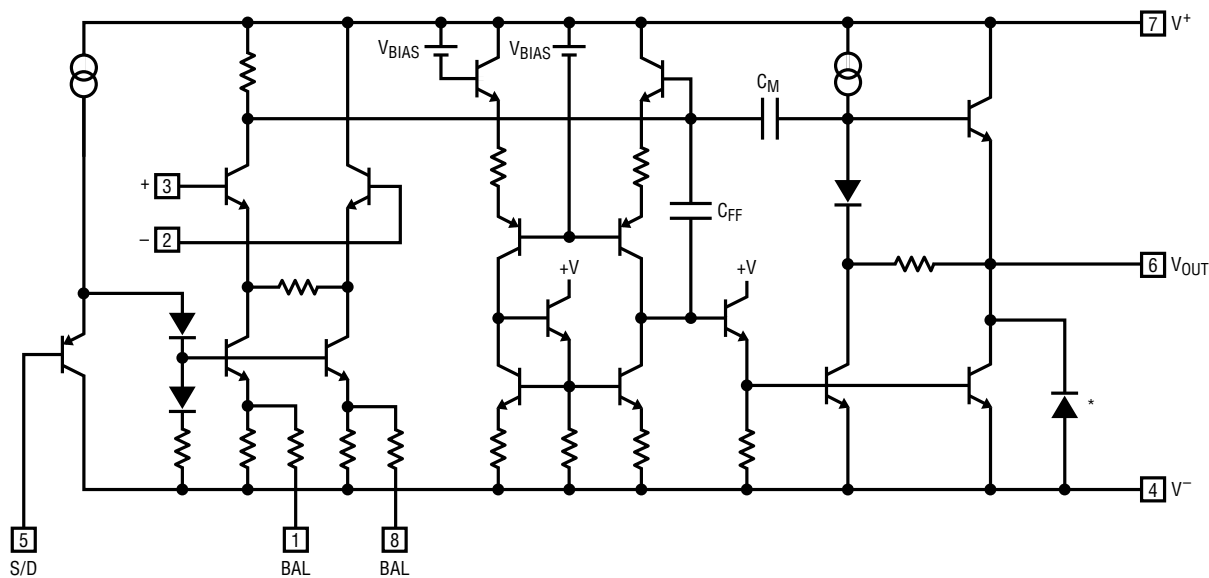 7 V+
VBIAS
VBIAS
CM
+ 3
CFF
– 2
+V
+V
6 VOUT
*
4 V–
5
1
8
S/D
BAL
BAL